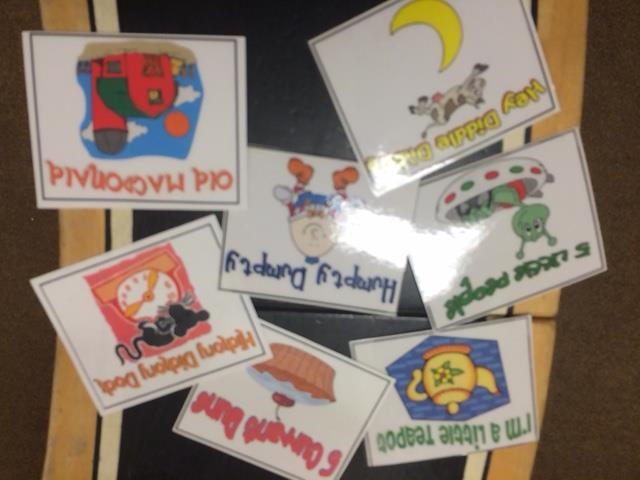 Old MacDonald
Hey Diddle Diddle
Humpty Dumpty
5 little people
Hickory Dickory Dock
5 Currant Buns
I'm a Little Teapot